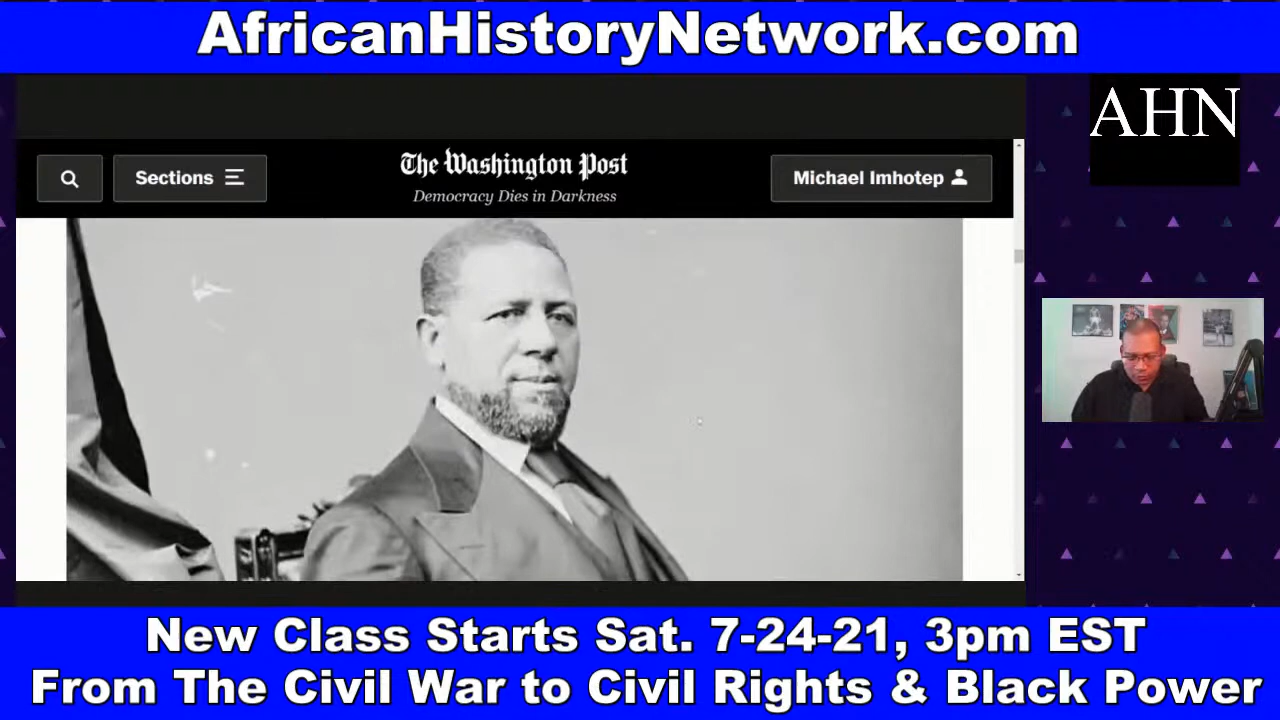 AfricanHistoryNetwork.com
AHN
Sections
The Washington Post
Democracy Dies in Darkness
Michael Imhotep
New Class Starts Sat. 7-24-21, 3pm EST
From The Civil War to Civil Rights & Black Power